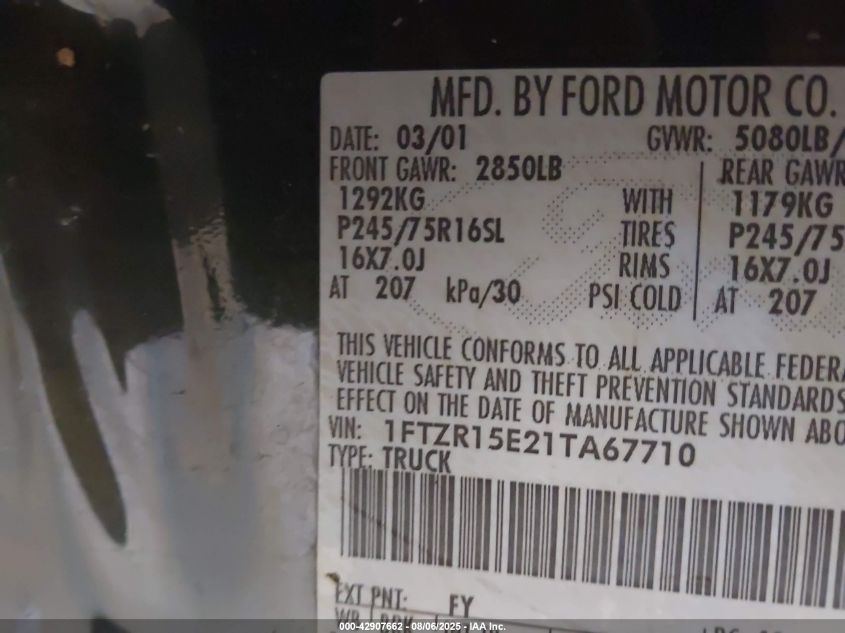 MFD. BY FORD MOTOR CO.
DATE: 03/01 GVWR: 5080LB/
FRONT GAWR: 2850LB REAR GAWR
1292KG WITH 1179KG
P245/75R16SL TIRES P245/75
16X7.0J RIMS 16X7.0J
AT 207 kPa/30 PSI COLD AT 207
THIS VEHICLE CONFORMS TO ALL APPLICABLE FEDERA
VEHICLE SAFETY AND THEFT PREVENTION STANDARDS
EFFECT ON THE DATE OF MANUFACTURE SHOWN ABO
VIN: 1FTZR15E21TA67710
TYPE: TRUCK
EXT PNT: FY
000-42907662 - 08/06/2025 - IAA Inc.